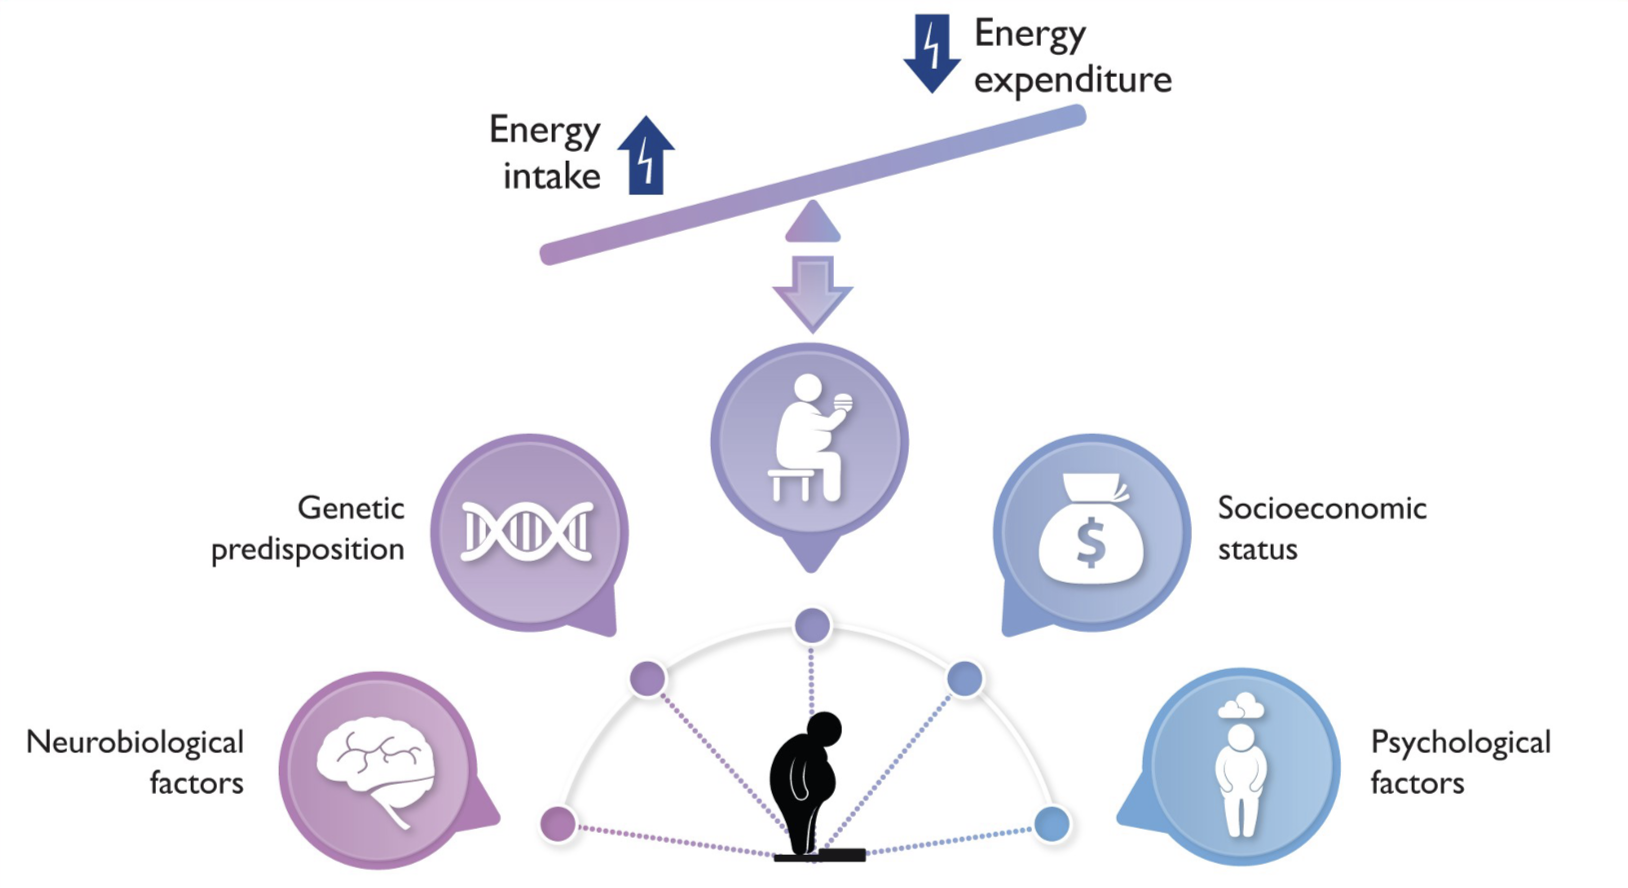 Energy
expenditure
Energy
intake
Genetic
predisposition
$
Socioeconomic
status
Neurobiological
factors
Psychological
factors